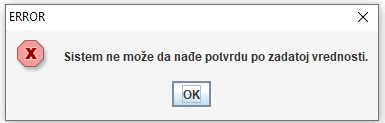 ERROR
Sistem ne može da nađe potvrdu po zadatoj vrednosti.
OK